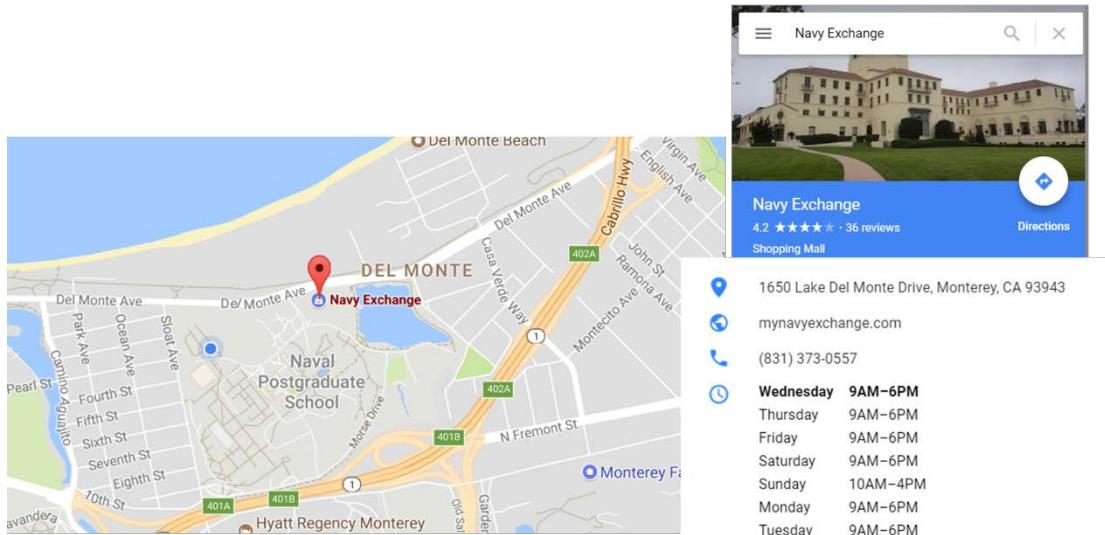 Navy Exchange
Navy Exchange
4.2 ★★★★★ · 36 reviews
Directions
Shopping Mall
1650 Lake Del Monte Drive, Monterey, CA 93943
mynavyexchange.com
(831) 373-0557
Wednesday 9AM–6PM
Thursday 9AM–6PM
Friday 9AM–6PM
Saturday 9AM–6PM
Sunday 10AM–4PM
Monday 9AM–6PM
Tuesday 9AM–6PM
Del Monte Beach
Virgin Ave
English Ave
Cabrillo Hwy
Del Monte Ave
402A
John St
Ramona Ave
Casa Verde Way
DEL MONTE
Del Monte Ave
Del Monte Ave
Navy Exchange
Park Ave
Ocean Ave
Sloat Ave
1
Montecito Ave
Naval
Postgraduate
School
Pearl St
Camino Aguajito
Fourth St
Fifth St
Sixth St
Seventh St
Eighth St
10th St
402A
Morse Drive
401B
N Fremont St
Monterey Fa
1
401A
401B
Hyatt Regency Monterey
Old Sal
Garden
avandera